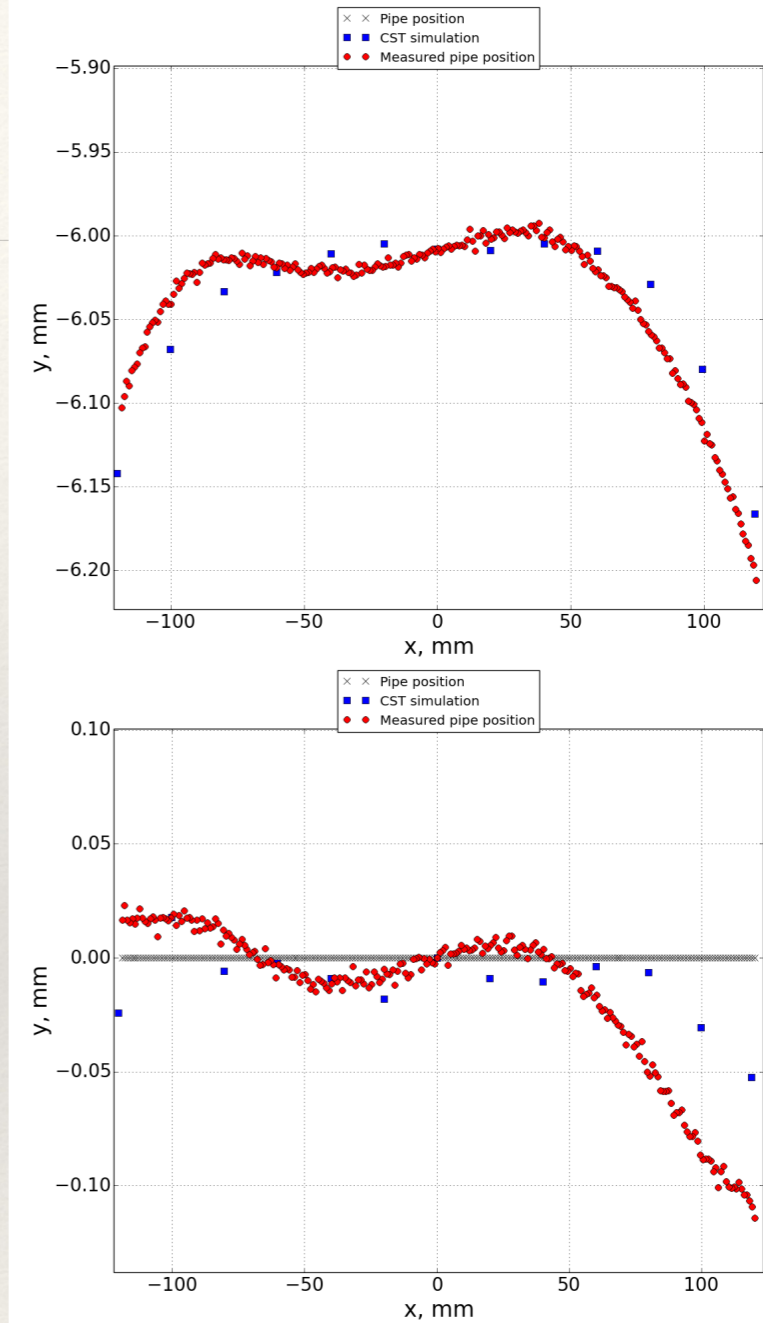 Pipe position
CST simulation
Measured pipe position
−5.90
−5.95
−6.00
−6.05
−6.10
−6.15
−6.20
y, mm
−100
−50
0
50
100
x, mm
Pipe position
CST simulation
Measured pipe position
0.10
0.05
0.00
−0.05
−0.10
y, mm
−100
−50
0
50
100
x, mm